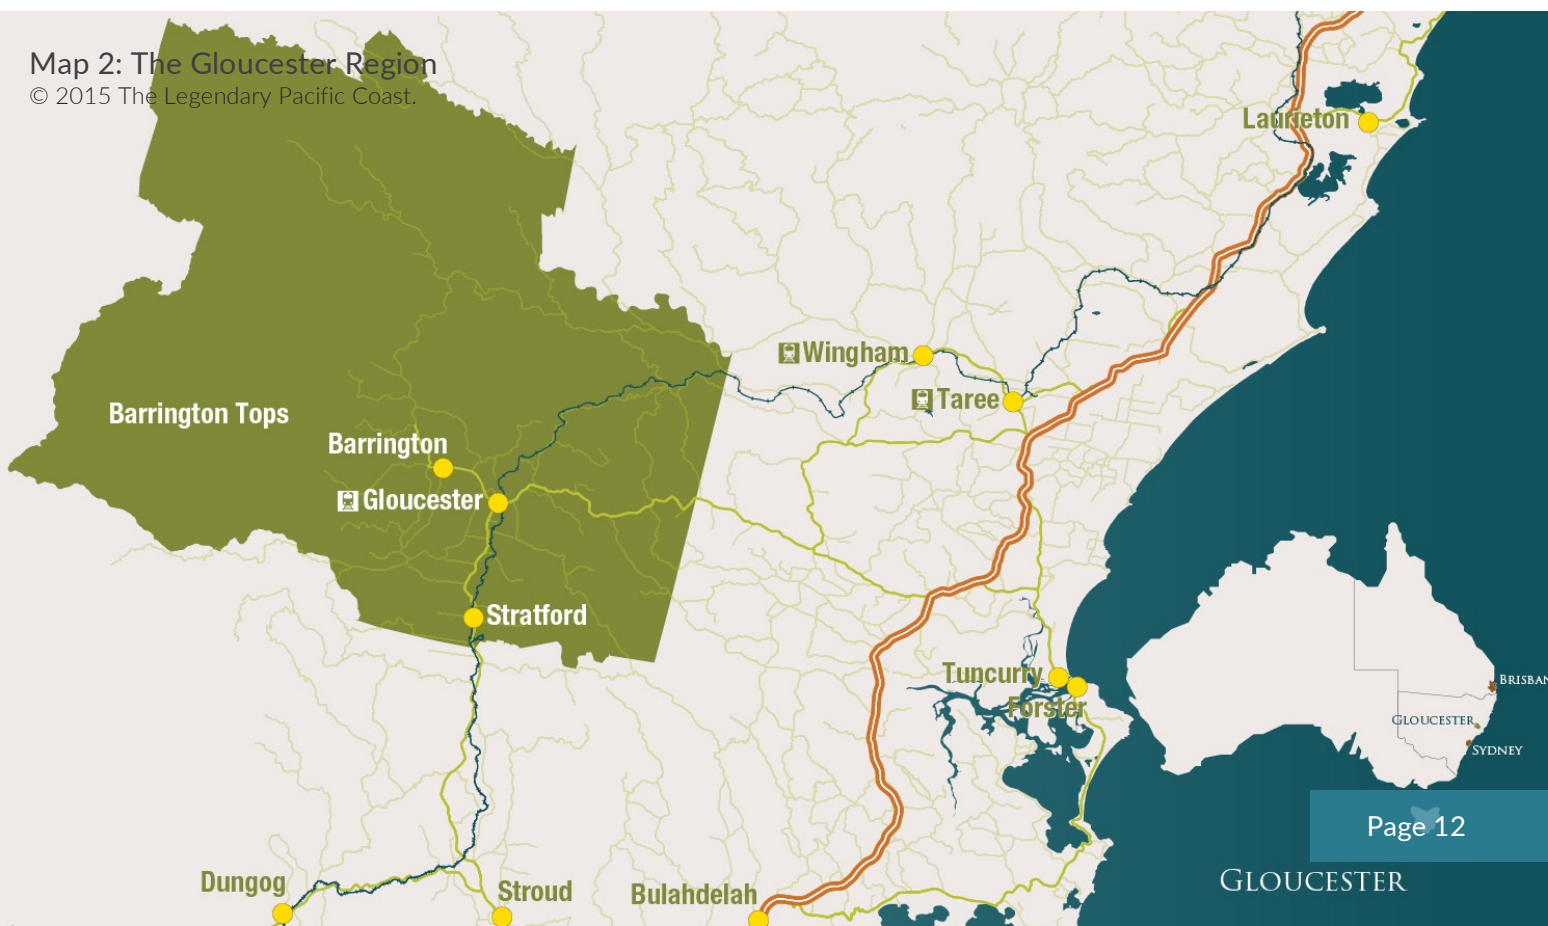 Map 2: The Gloucester Region
© 2015 The Legendary Pacific Coast.
Laurieton
Wingham
Taree
Barrington Tops
Barrington
Gloucester
Stratford
Tuncurry
Forster
BRISBAN
GLOUCESTER
SYDNEY
Page 12
Dungog
Stroud
Bulahdelah
GLOUCESTER